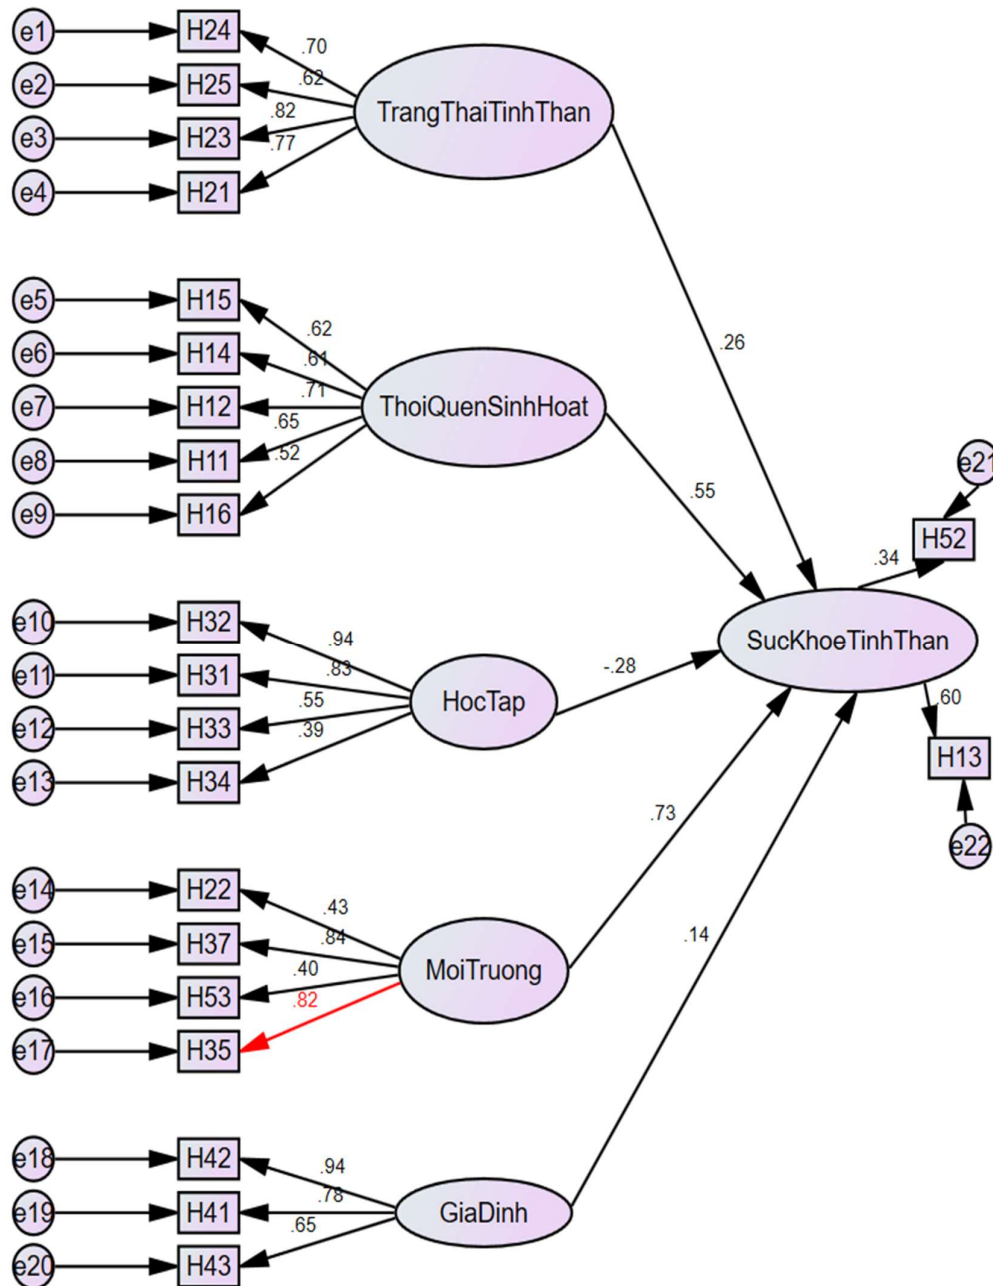 e1 H24 .70
e2 H25 .62
e3 H23 .82
e4 H21 .77
TrangThaiTinhThan
.26
e5 H15 .62
e6 H14 .61
e7 H12 .71
e8 H11 .65
e9 H16 .52
ThoiQuenSinhHoat
.55
e10 H32 .94
e11 H31 .83
e12 H33 .55
e13 H34 .39
HocTap
-.28
e14 H22 .43
e15 H37 .84
e16 H53 .40
e17 H35 .82
MoiTruong
.73
e18 H42 .94
e19 H41 .78
e20 H43 .65
GiaDinh
.14
SucKhoeTinhThan
.34
H52
e21
.60
H13
e22